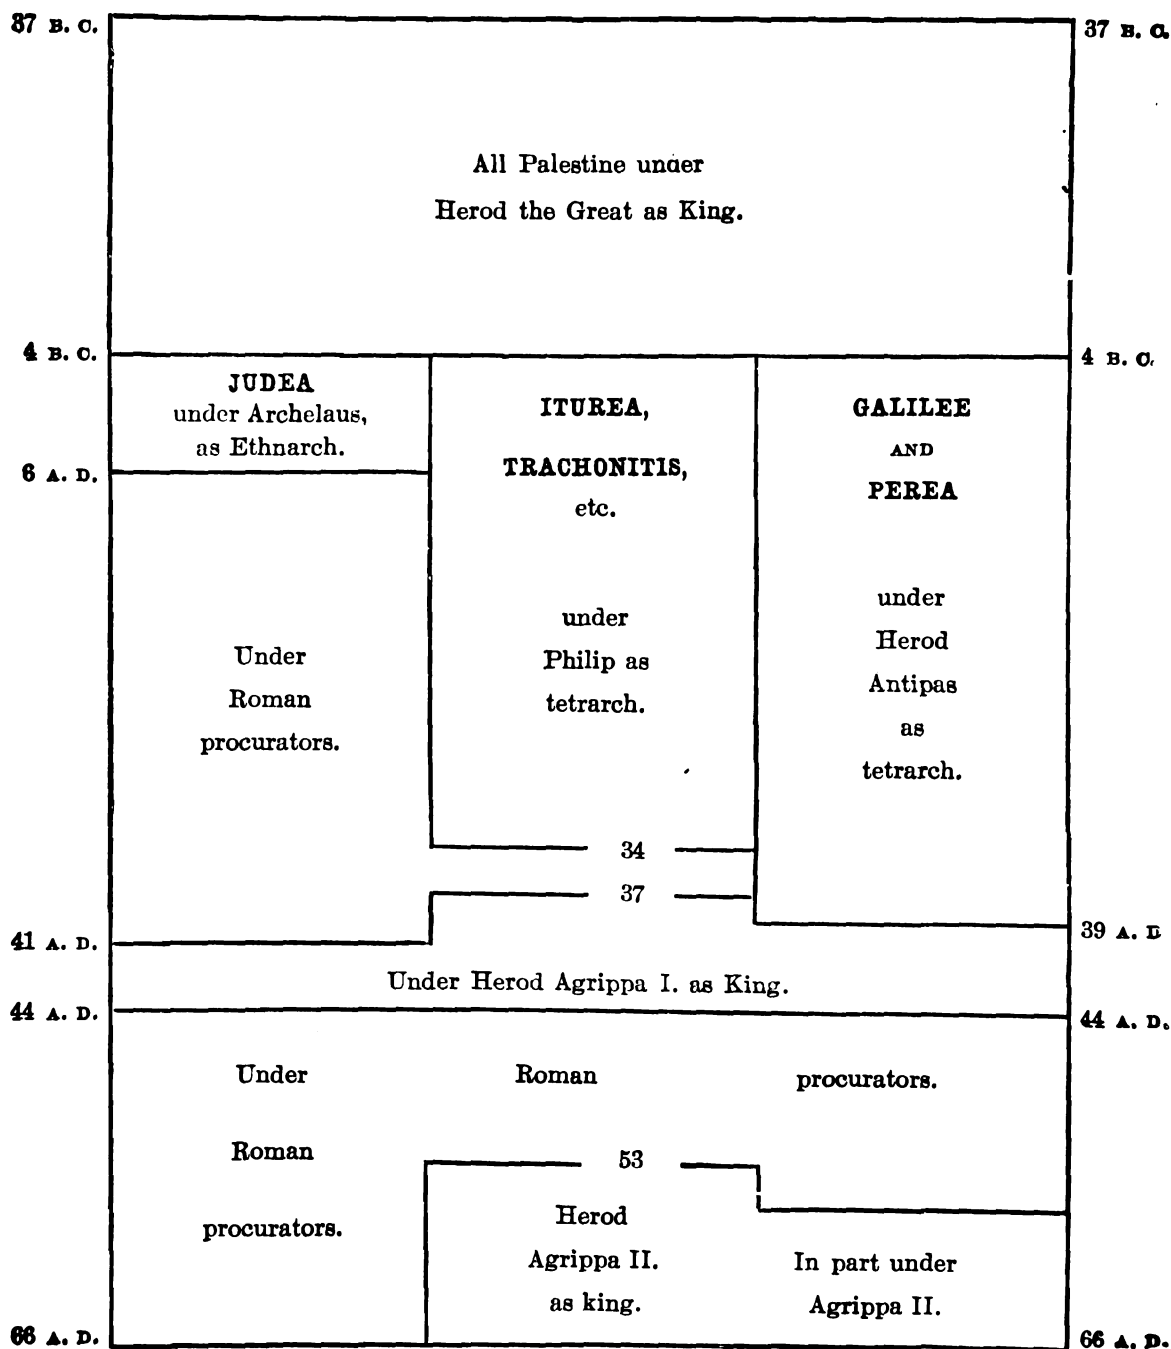 37 B. C.
37 B. C.
All Palestine under
Herod the Great as King.
4 B. C.
4 B. C.
JUDEA
under Archelaus,
as Ethnarch.
6 A. D.
Under
Roman
procurators.
ITUREA,
TRACHONITIS,
etc.
under
Philip as
tetrarch.
34
37
GALILEE
AND
PEREA
under
Herod
Antipas
as
tetrarch.
41 A. D.
39 A. D
Under Herod Agrippa I. as King.
44 A. D.
44 A. D.
Under Roman procurators.
Roman
procurators.
53
Herod
Agrippa II.
as king.
In part under
Agrippa II.
66 A. D.
66 A. D.